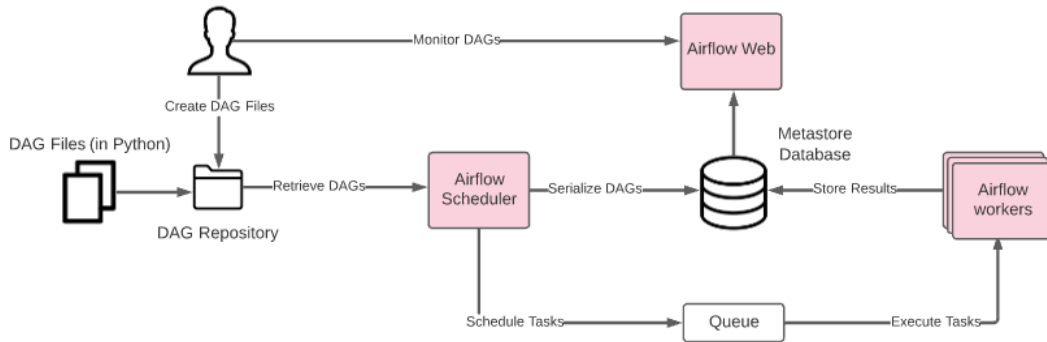 Monitor DAGs
Airflow Web
Create DAG Files
DAG Files (in Python)
Metastore
Database
Retrieve DAGs
Airflow
Scheduler
Serialize DAGs
Store Results
Airflow
workers
DAG Repository
Schedule Tasks
Queue
Execute Tasks